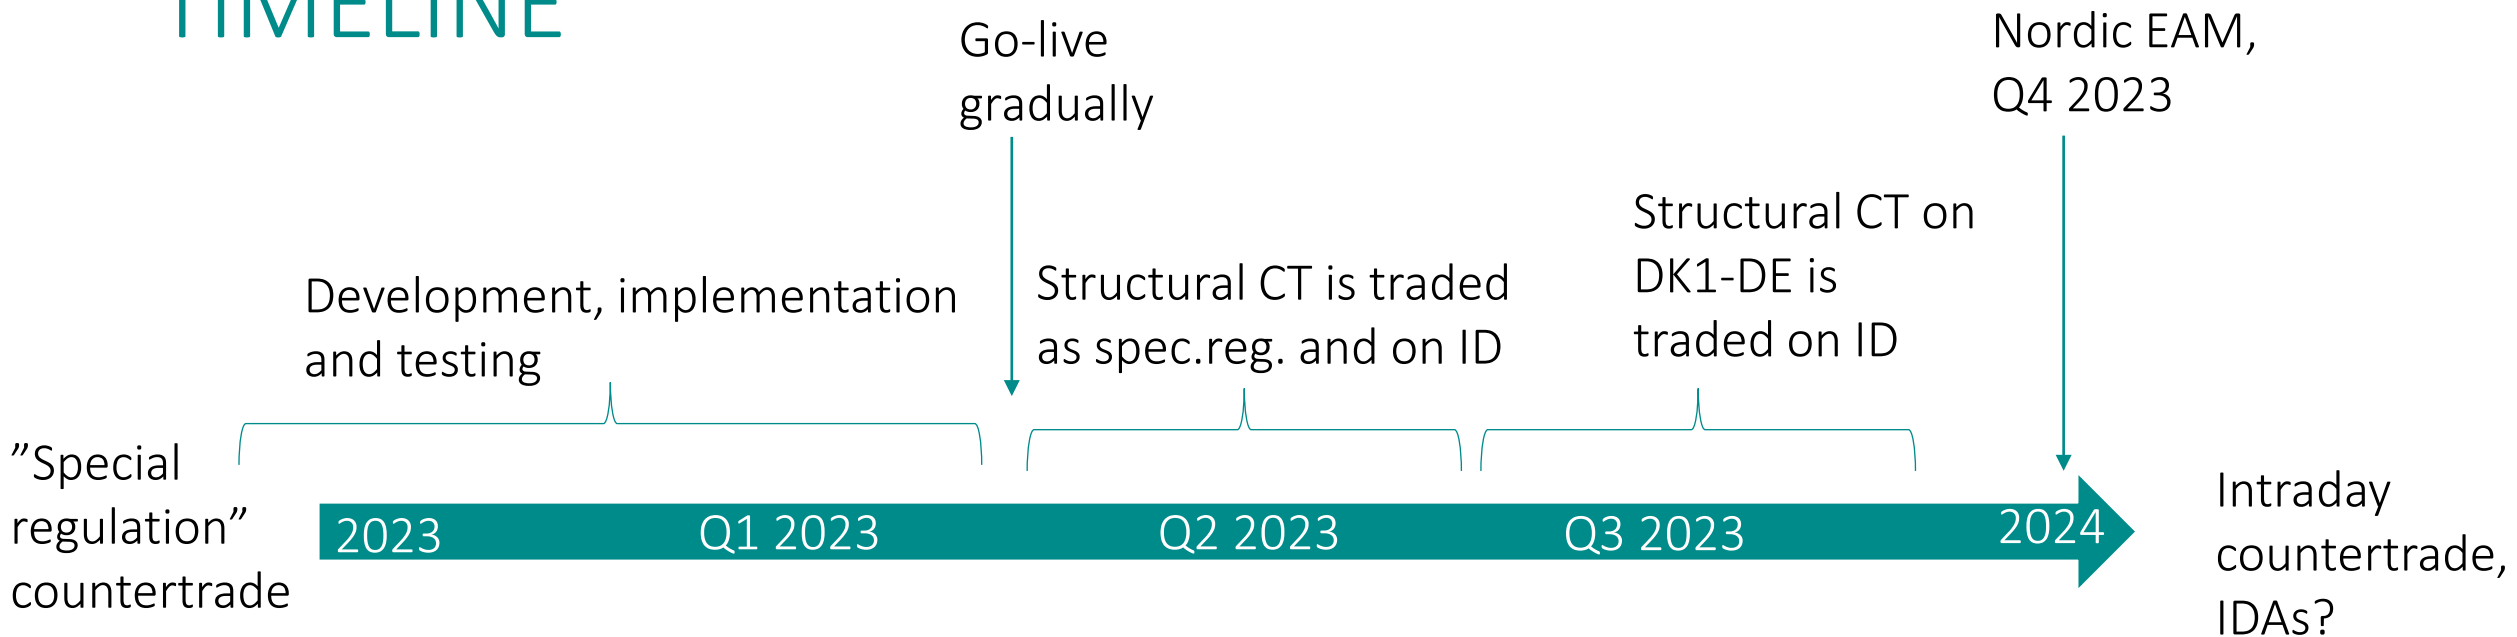 TIMELINE
Go-live
gradually
Nordic EAM,
Q4 2023
Structural CT on
DK1-DE is
traded on ID
Development, implementation
and testing
Structural CT is traded
as spec.reg. and on ID
”Special
regulation”
countertrade
2023
Q1 2023
Q2 2023
Q3 2023
2024
Intraday
countertrade,
IDAs?